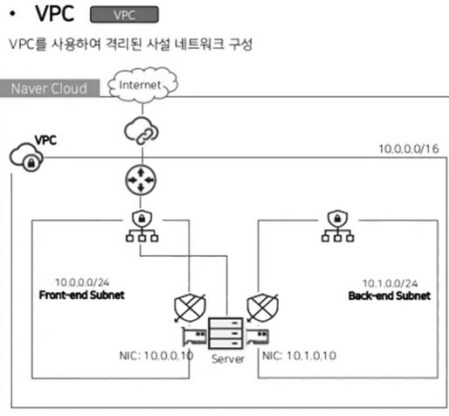 • VPC VPC
VPC를 사용하여 격리된 사설 네트워크 구성
Naver Cloud
Internet
VPC
10.0.0.0/16
10.0.0.0/24
Front-end Subnet
10.1.0.0/24
Back-end Subnet
NIC: 10.0.0.10
Server
NIC: 10.1.0.10